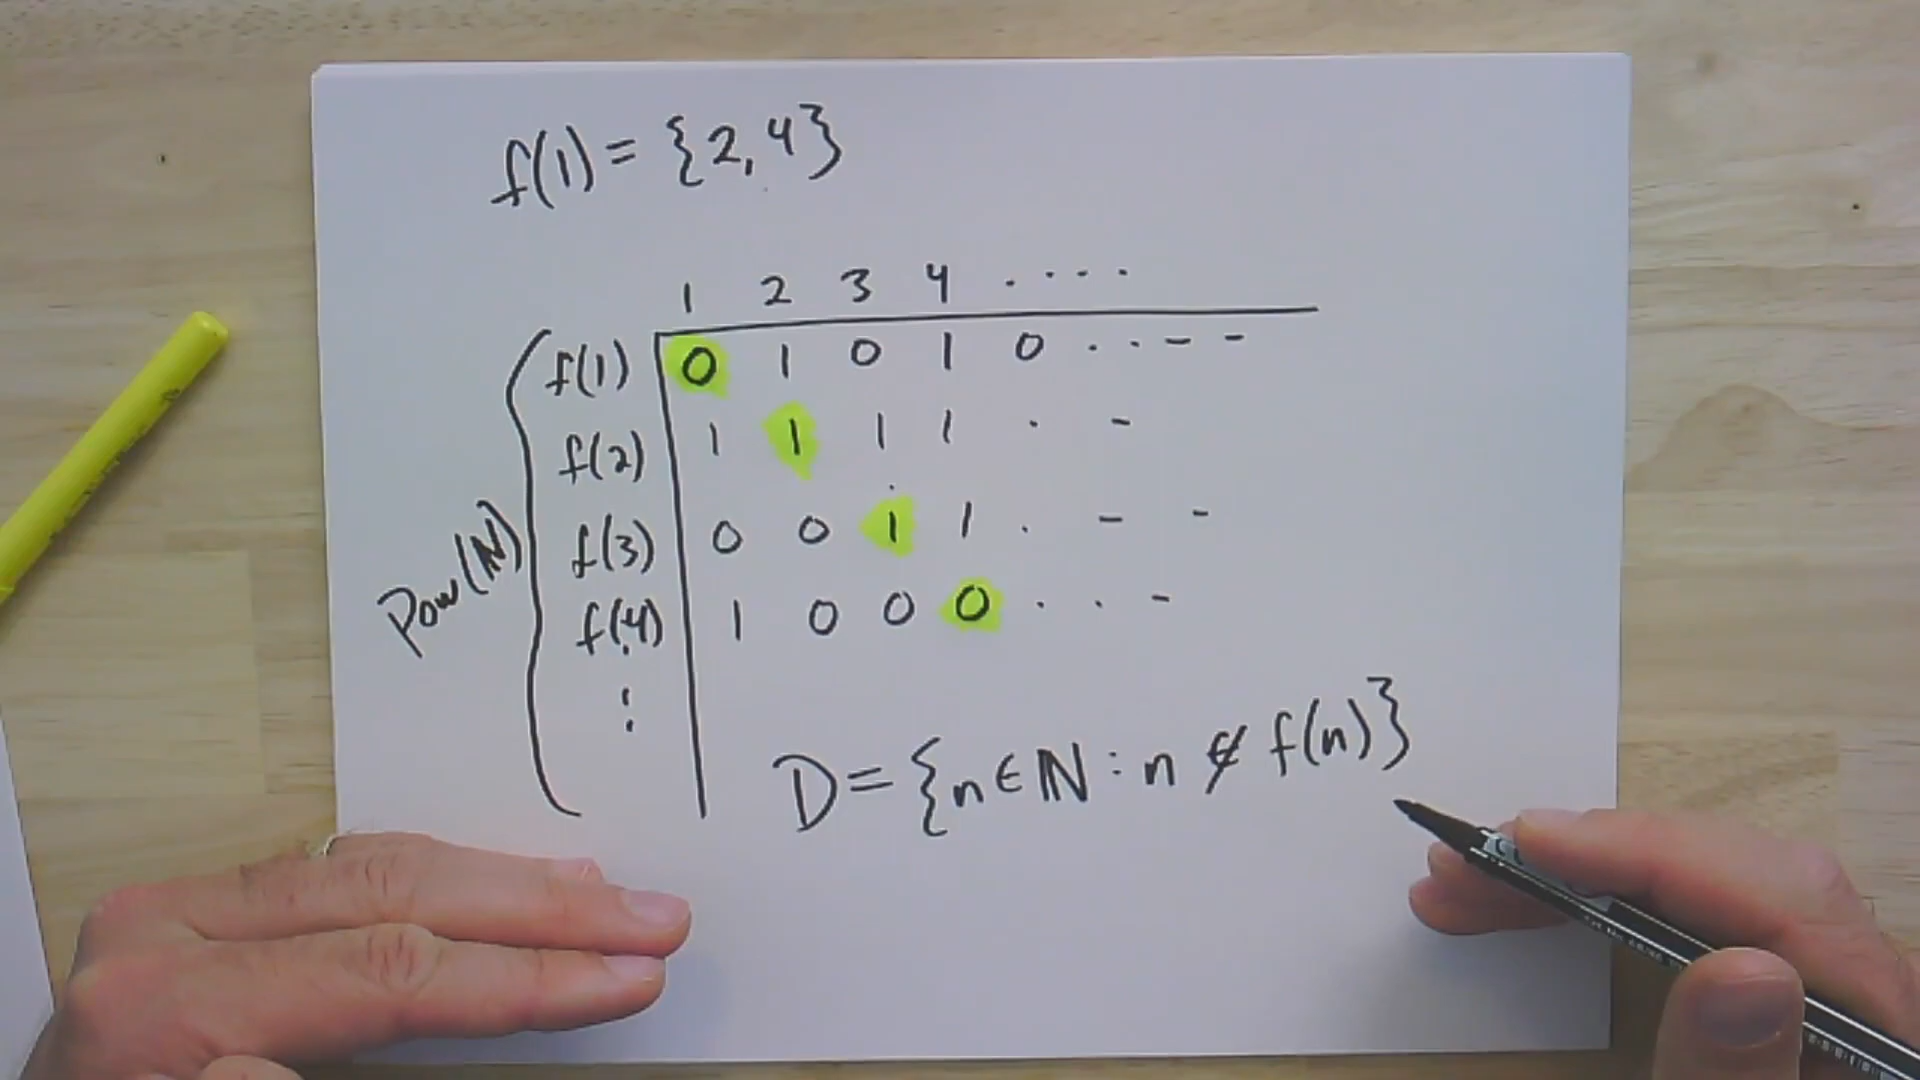 f(1) = {2, 4}
1 2 3 4 ....
f(1) 0 1 0 1 0 ..--
f(2) 1 1 1 1 . -
f(3) 0 0 1 1 . - -
f(4) 1 0 0 0 . . -
⋮
Pow(ℕ)
D = {n ∈ ℕ : n ∉ f(n)}